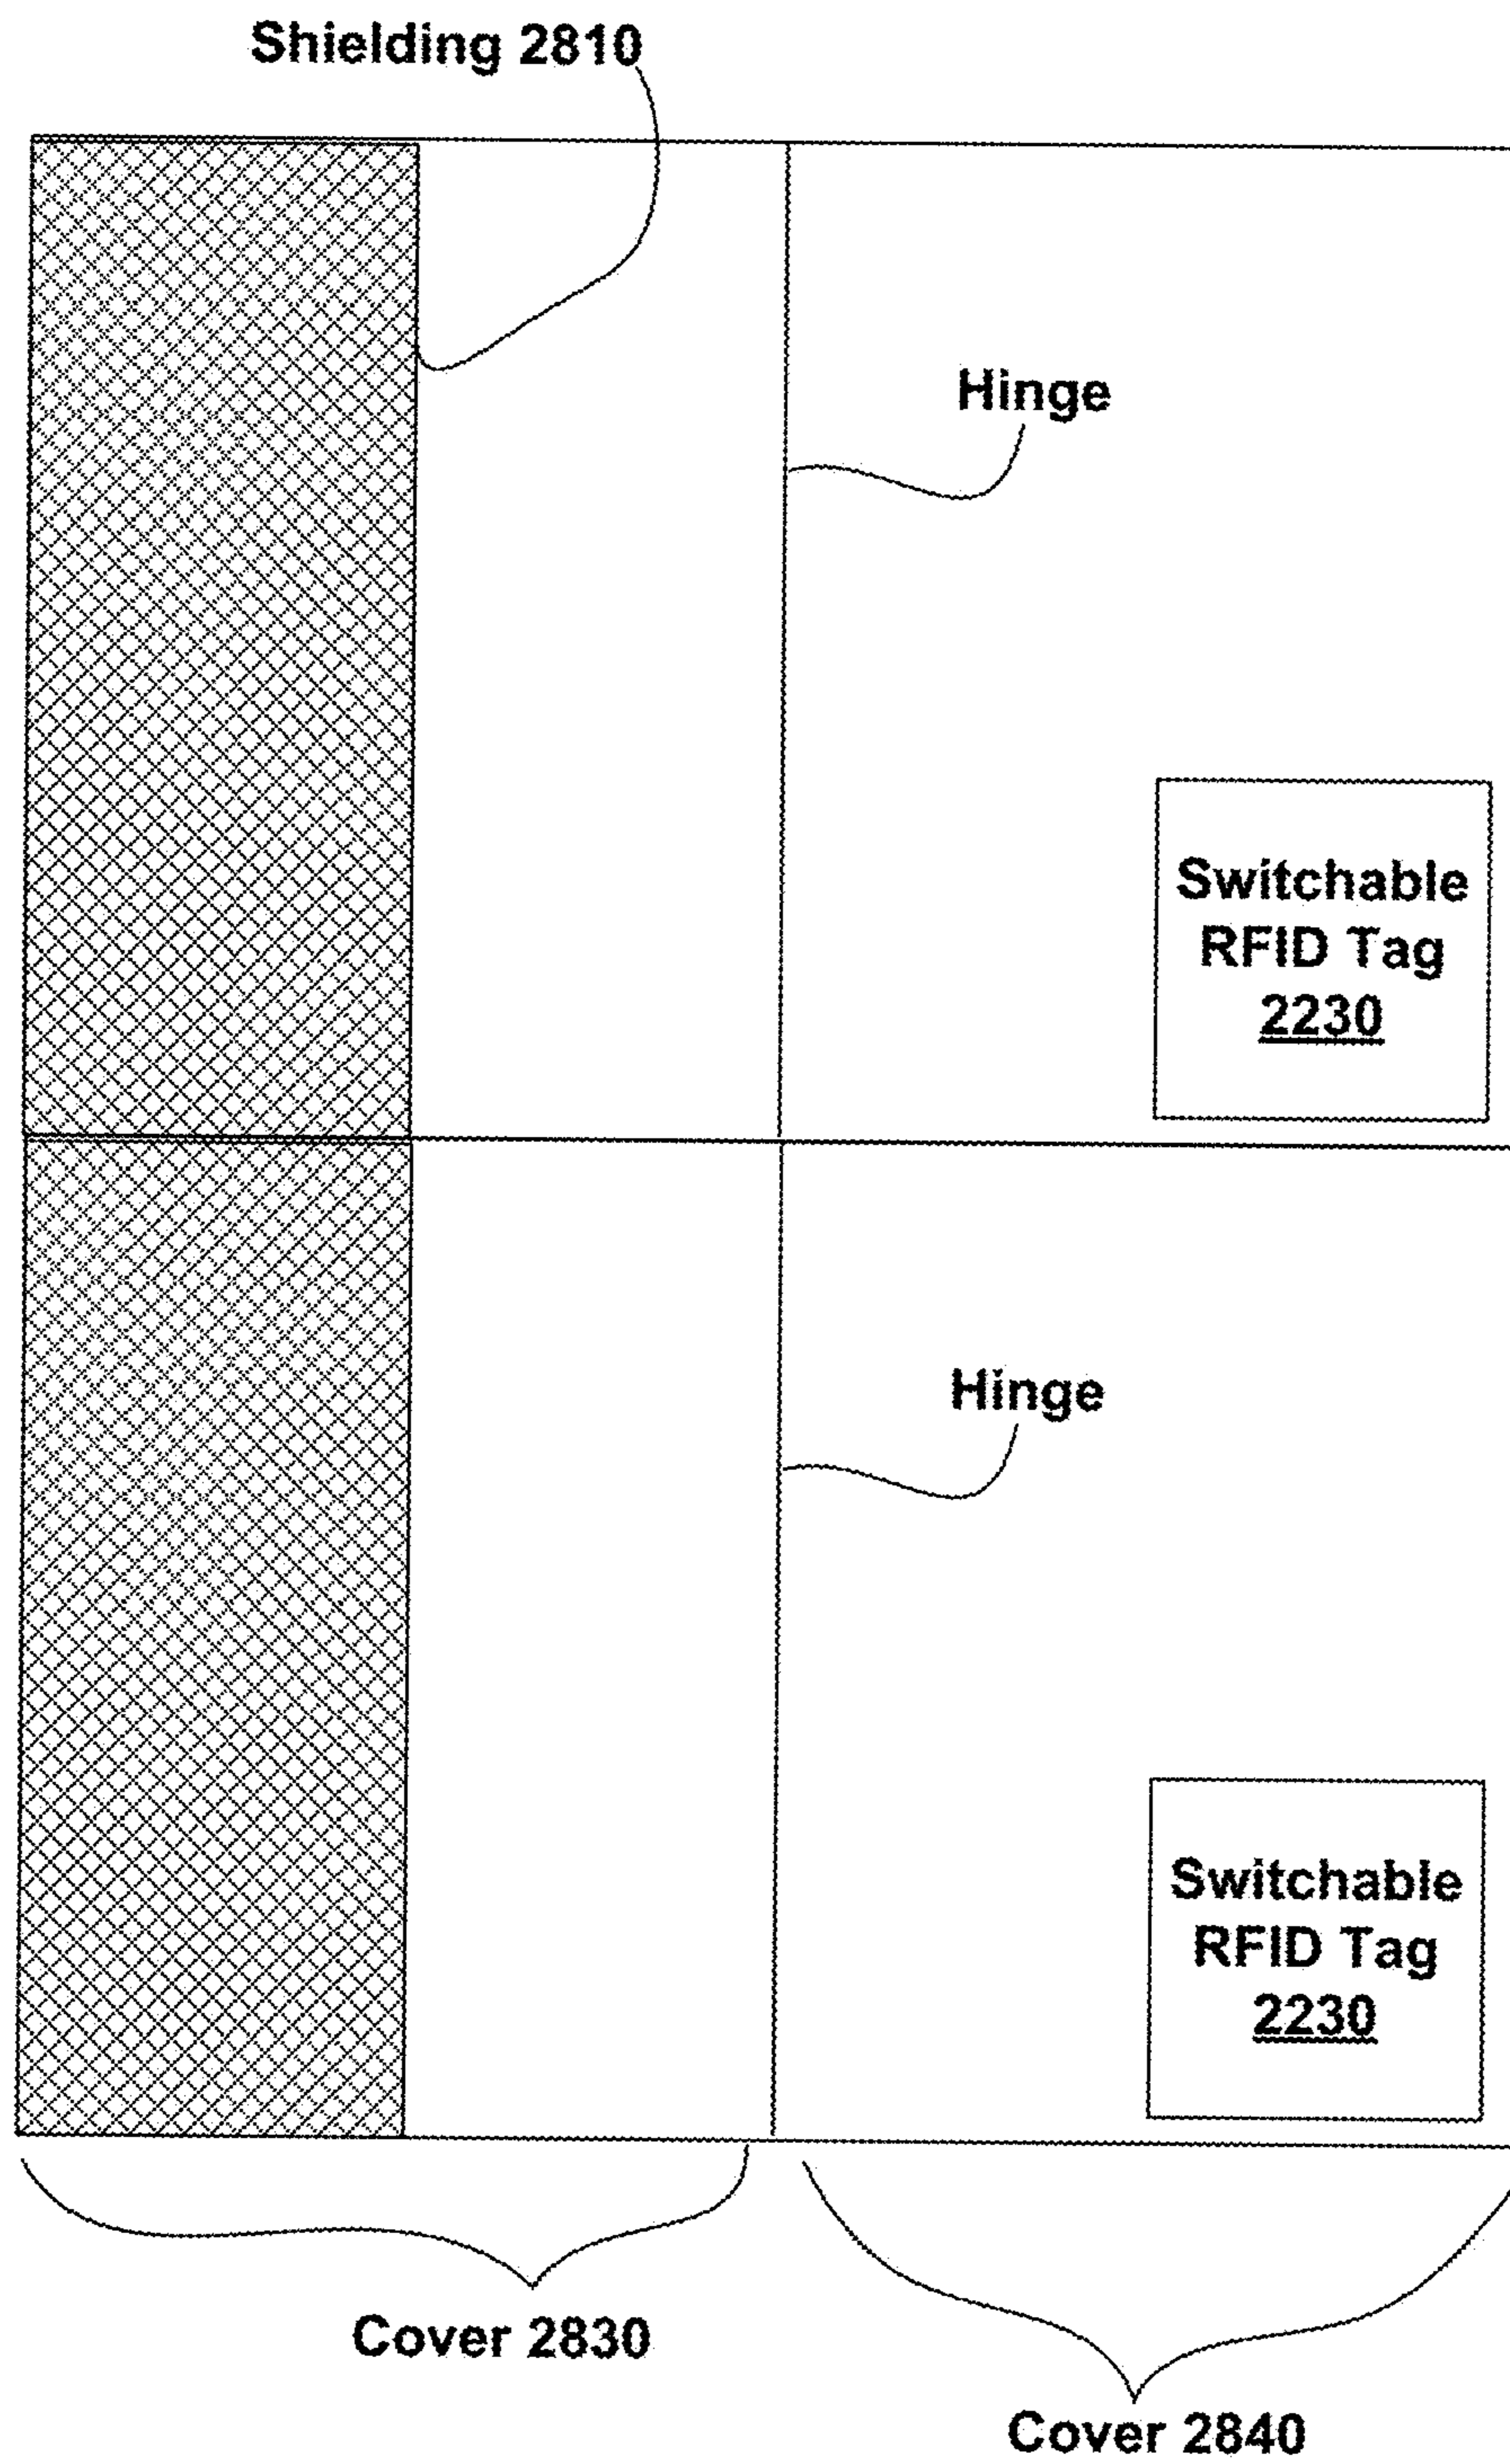 Shielding 2810
Hinge
Switchable
RFID Tag
2230
Hinge
Switchable
RFID Tag
2230
Cover 2830
Cover 2840